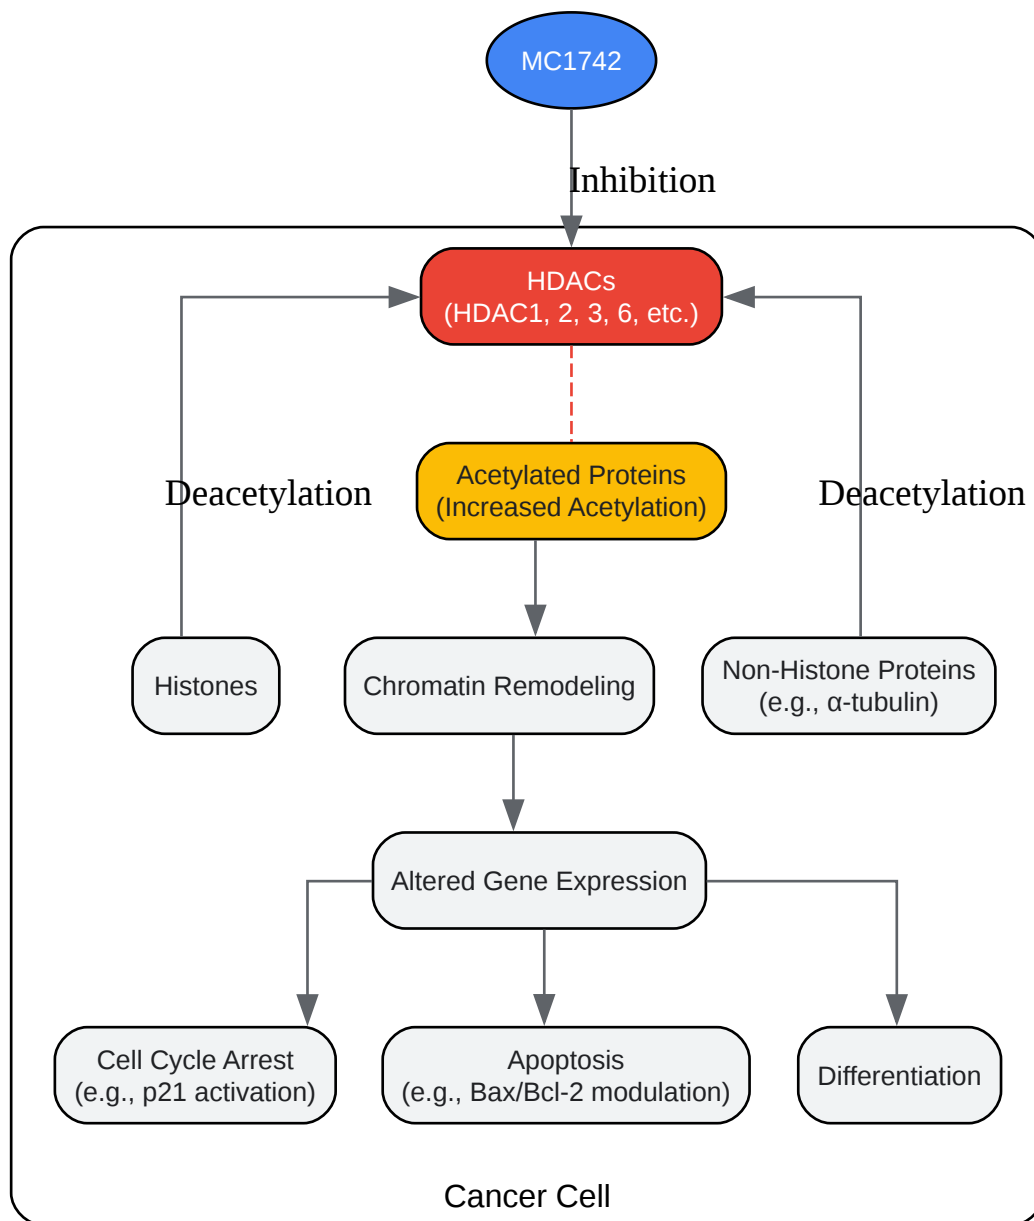 MC1742
Inhibition
HDACs
(HDAC1, 2, 3, 6, etc.)
Deacetylation
Acetylated Proteins
(Increased Acetylation)
Deacetylation
Histones
Chromatin Remodeling
Non-Histone Proteins
(e.g., α-tubulin)
Altered Gene Expression
Cell Cycle Arrest
(e.g., p21 activation)
Apoptosis
(e.g., Bax/Bcl-2 modulation)
Differentiation
Cancer Cell